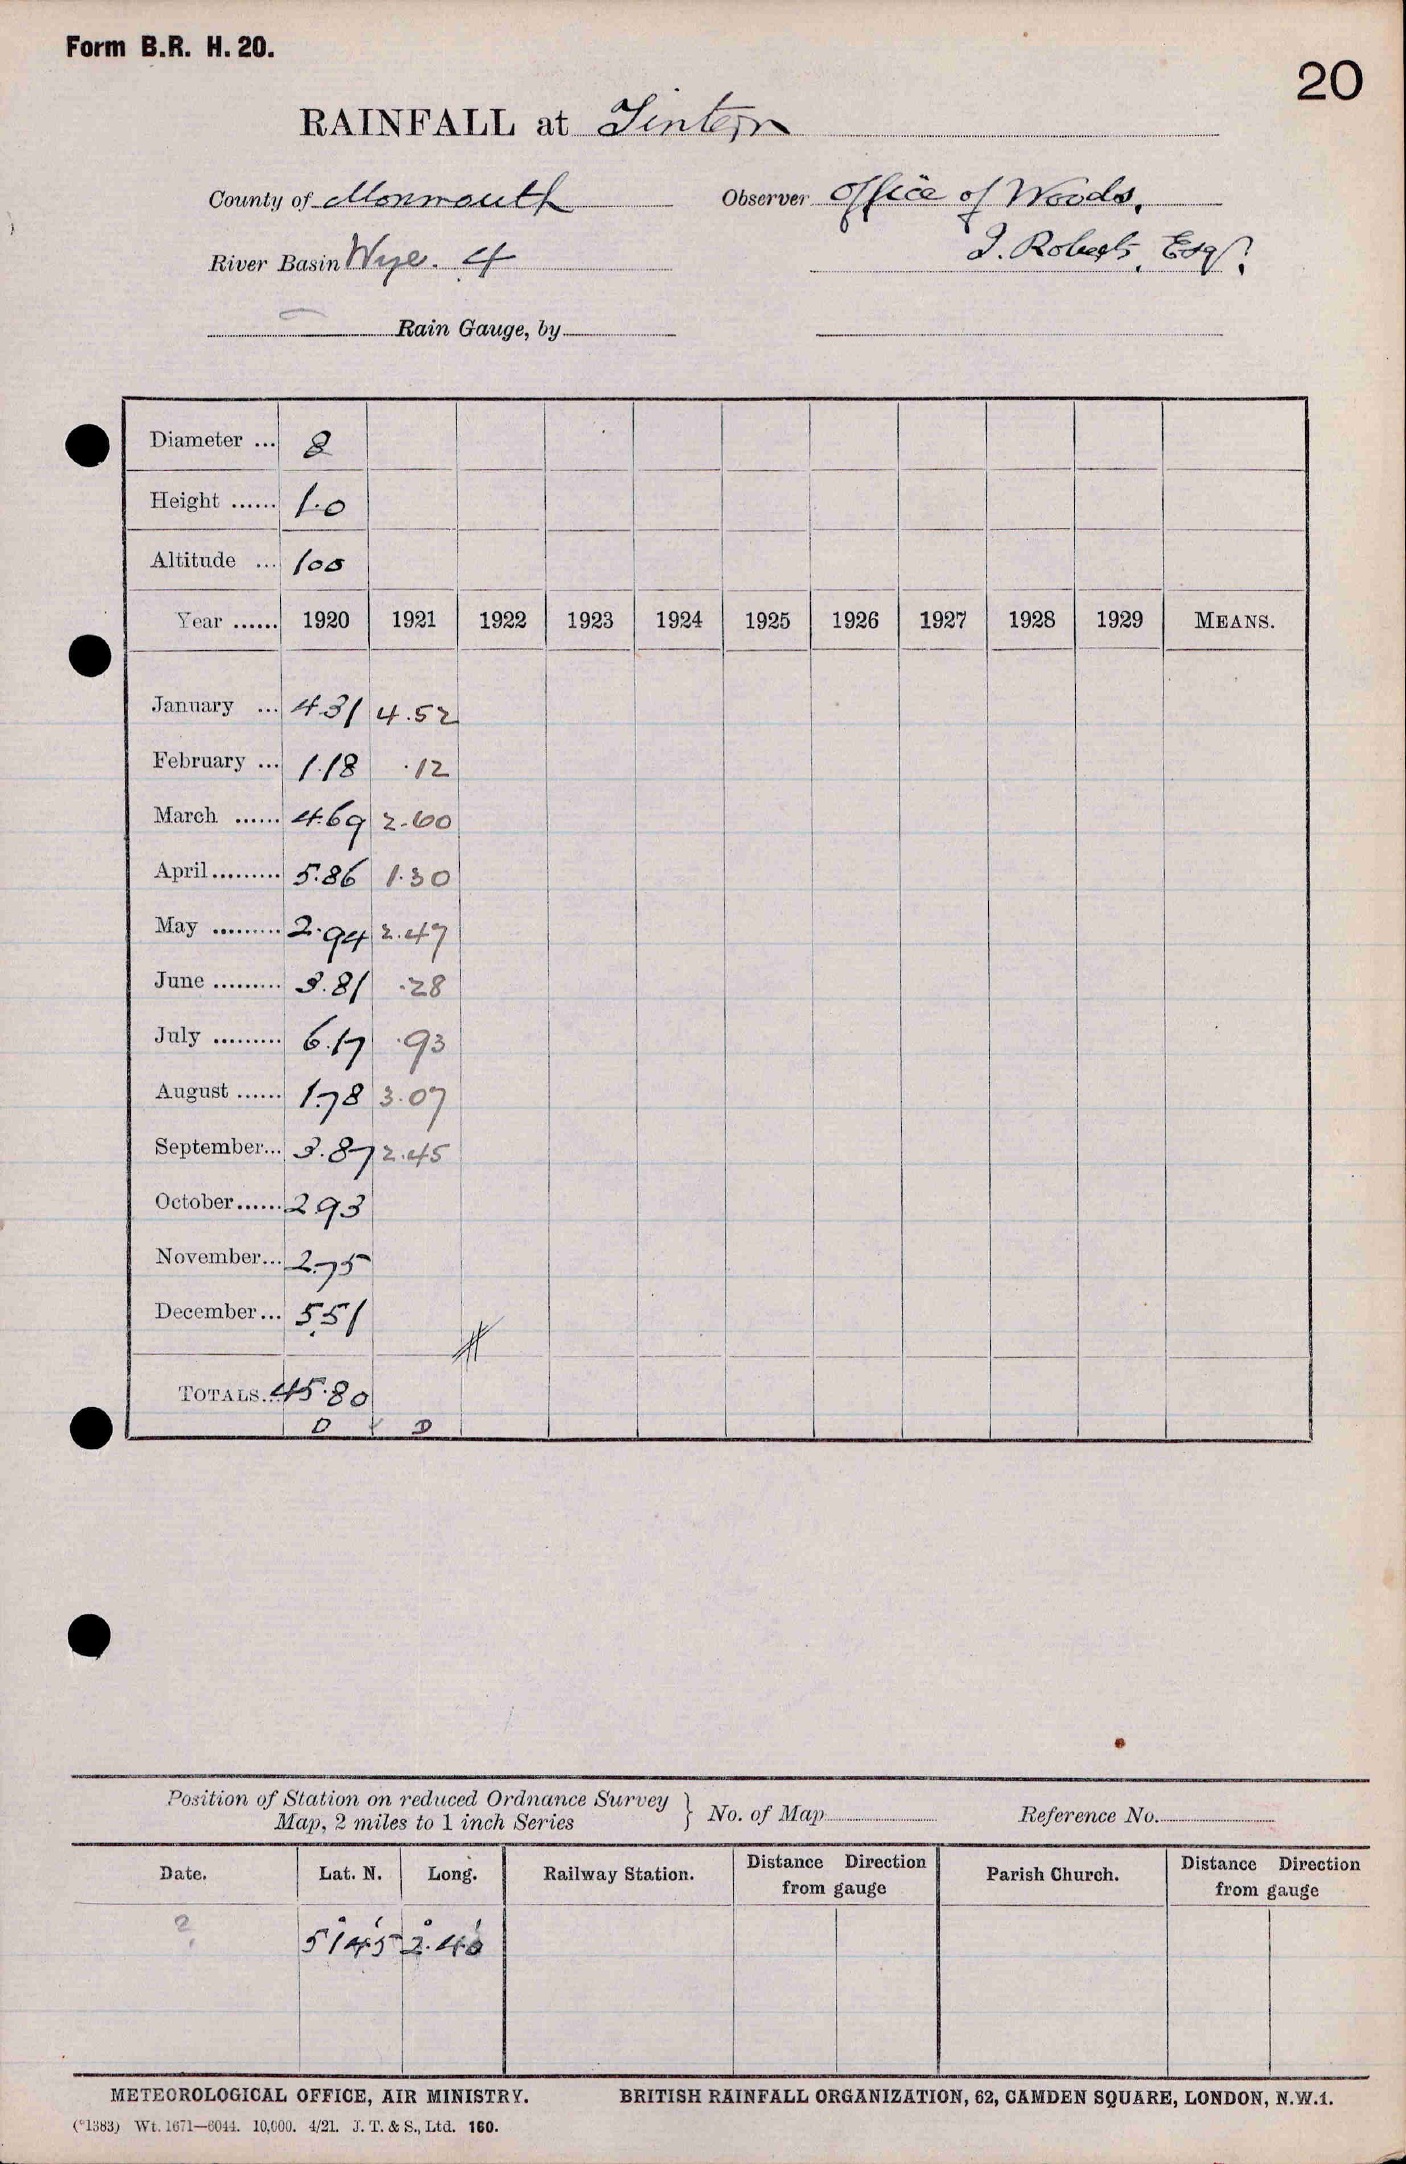 Form B.R. H. 20.
20
RAINFALL at Tintern
County of Monmouth Observer Office of Woods,
River Basin Wye. 4 J. Roberts, Esq.
Rain Gauge, by
Diameter ... 8
Height ...... 1.0
Altitude ... 100
Year ...... 1920 1921 1922 1923 1924 1925 1926 1927 1928 1929 MEANS.
January ... 4.31 4.52
February ... 1.18 .12
March ...... 4.69 2.60
April ......... 5.86 1.30
May ......... 2.94 2.47
June ......... 3.81 .28
July ......... 6.17 .93
August ...... 1.78 3.07
September... 3.87 2.45
October...... 2.93
November... 2.75
December... 5.51
TOTALS... 45.80
D D
Position of Station on reduced Ordnance Survey
Map, 2 miles to 1 inch Series } No. of Map Reference No.
Date. Lat. N. Long. Railway Station. Distance Direction from gauge Parish Church. Distance Direction from gauge
? 51°45' 2°.40'
METEOROLOGICAL OFFICE, AIR MINISTRY. BRITISH RAINFALL ORGANIZATION, 62, CAMDEN SQUARE, LONDON, N.W.1.
(*1383) Wt. 1671—6044. 10,000. 4/21. J. T. & S., Ltd. 160.